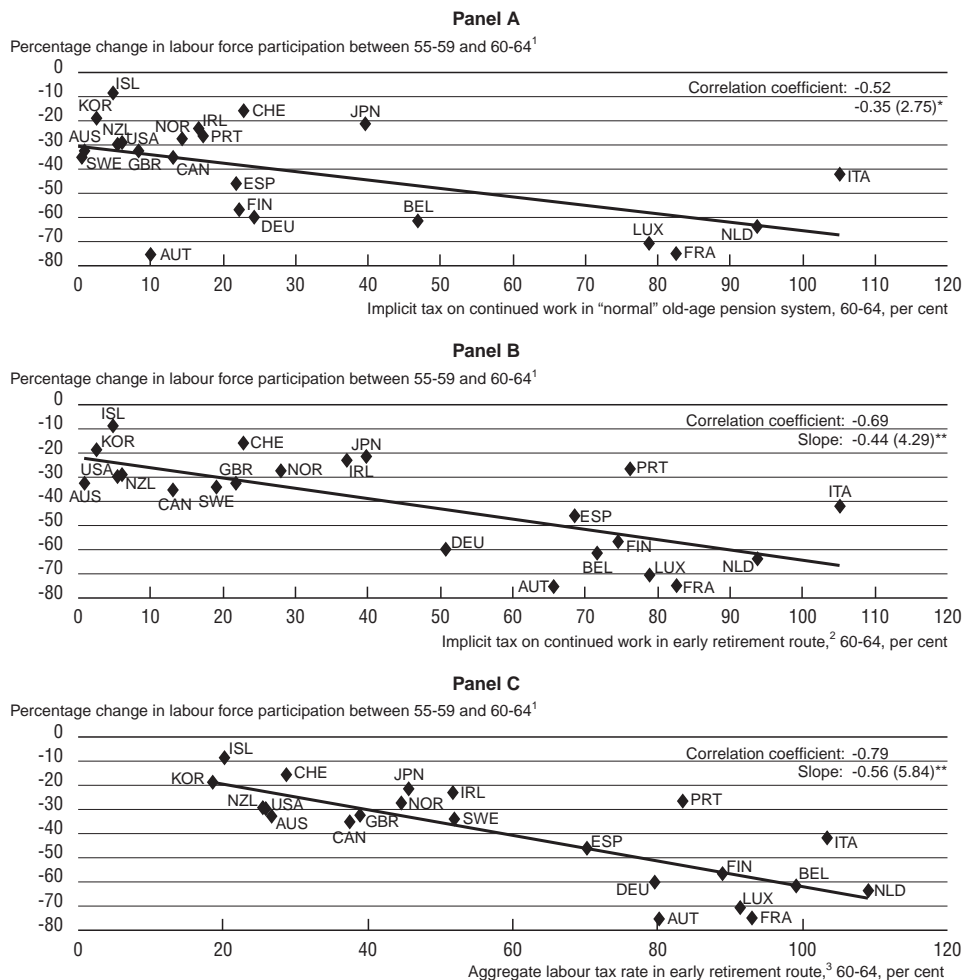 Panel A
Percentage change in labour force participation between 55-59 and 60-64¹
0
-10
-20
-30
-40
-50
-60
-70
-80
ISL
KOR
NZL
AUS
USA
SWE
GBR
NOR
IRL
PRT
CAN
CHE
JPN
ESP
FIN
DEU
AUT
BEL
LUX
FRA
NLD
ITA
Correlation coefficient: -0.52
-0.35 (2.75)*
0 10 20 30 40 50 60 70 80 90 100 110 120
Implicit tax on continued work in “normal” old-age pension system, 60-64, per cent
Panel B
Percentage change in labour force participation between 55-59 and 60-64¹
0
-10
-20
-30
-40
-50
-60
-70
-80
ISL
KOR
USA
NZL
AUS
CAN
SWE
GBR
CHE
NOR
JPN
IRL
DEU
PRT
ESP
FIN
BEL
AUT
LUX
FRA
NLD
ITA
Correlation coefficient: -0.69
Slope: -0.44 (4.29)**
0 10 20 30 40 50 60 70 80 90 100 110 120
Implicit tax on continued work in early retirement route,² 60-64, per cent
Panel C
Percentage change in labour force participation between 55-59 and 60-64¹
0
-10
-20
-30
-40
-50
-60
-70
-80
ISL
KOR
CHE
NZL
USA
AUS
CAN
GBR
JPN
NOR
IRL
SWE
PRT
ITA
ESP
DEU
AUT
FIN
LUX
FRA
BEL
NLD
Correlation coefficient: -0.79
Slope: -0.56 (5.84)**
0 20 40 60 80 100 120
Aggregate labour tax rate in early retirement route,³ 60-64, per cent